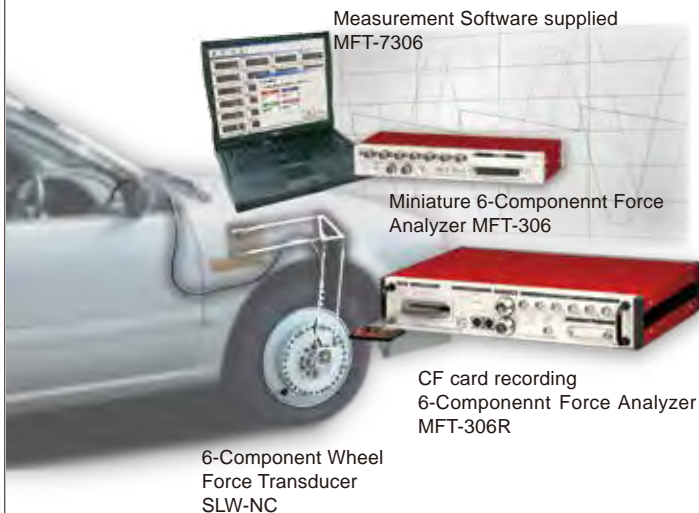 Measurement Software supplied
MFT-7306
Miniature 6-Componennt Force
Analyzer MFT-306
CF card recording
6-Componennt Force Analyzer
MFT-306R
6-Component Wheel
Force Transducer
SLW-NC